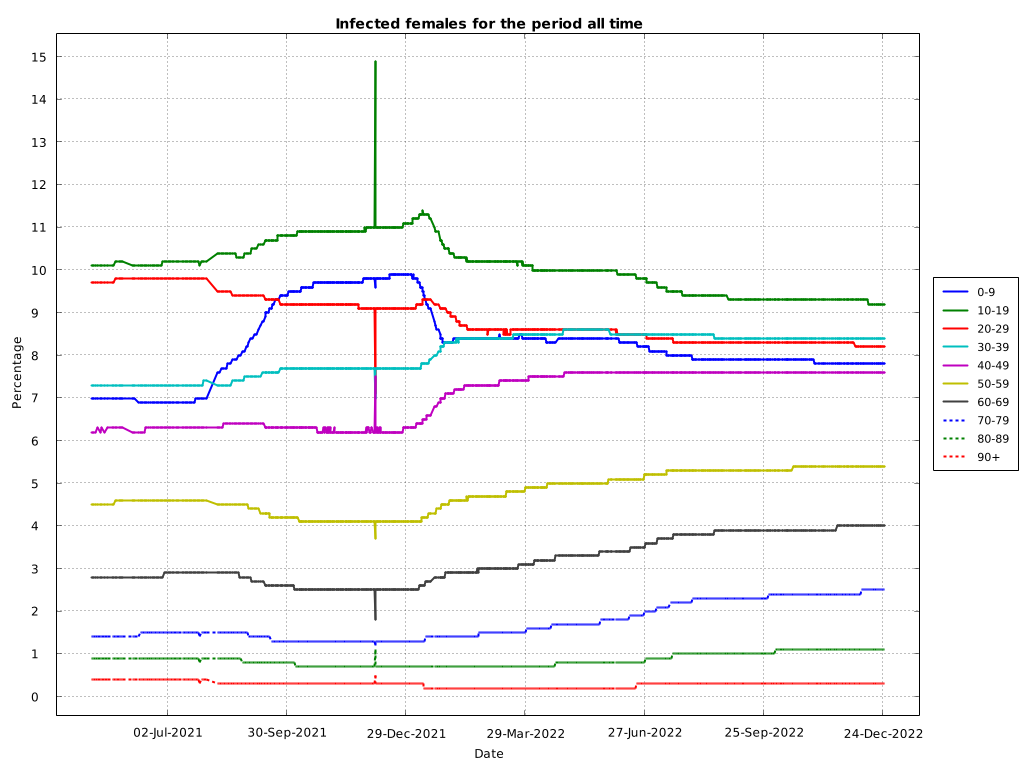 Infected females for the period all time
15
14
13
12
11
10
9
8
7
6
5
4
3
2
1
0
Percentage
02-Jul-2021
30-Sep-2021
29-Dec-2021
29-Mar-2022
27-Jun-2022
25-Sep-2022
24-Dec-2022
Date
0-9
10-19
20-29
30-39
40-49
50-59
60-69
70-79
80-89
90+